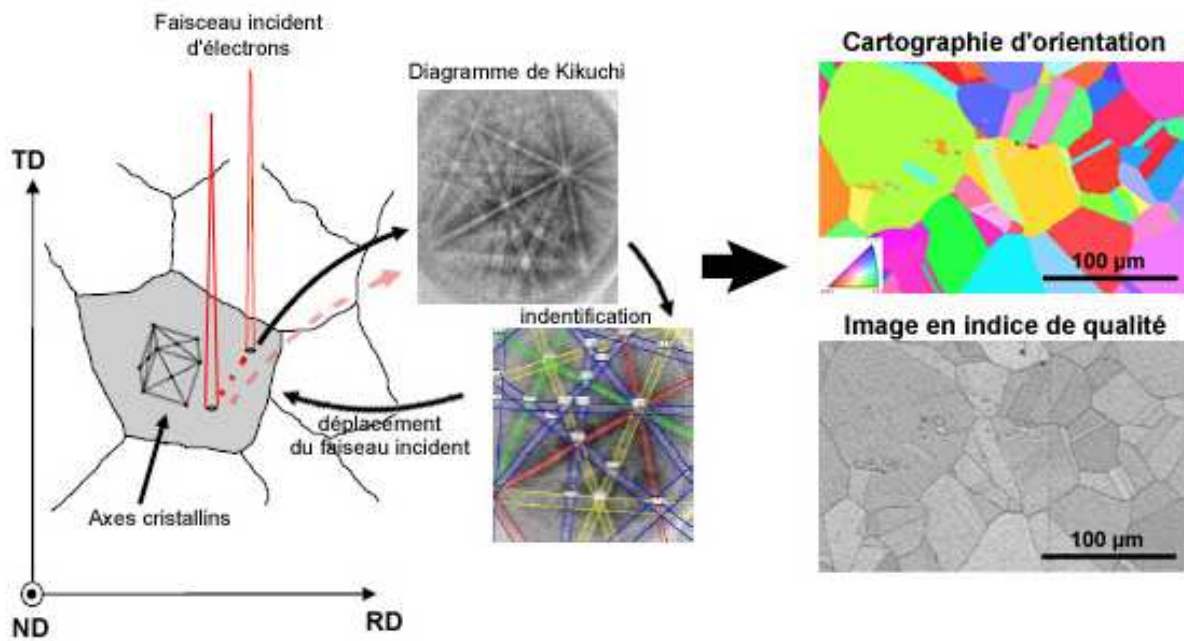 Faisceau incident
d'électrons
Diagramme de Kikuchi
TD
indentification
déplacement
du faiseau incident
Axes cristallins
ND
RD
Cartographie d'orientation
100 µm
Image en indice de qualité
100 µm